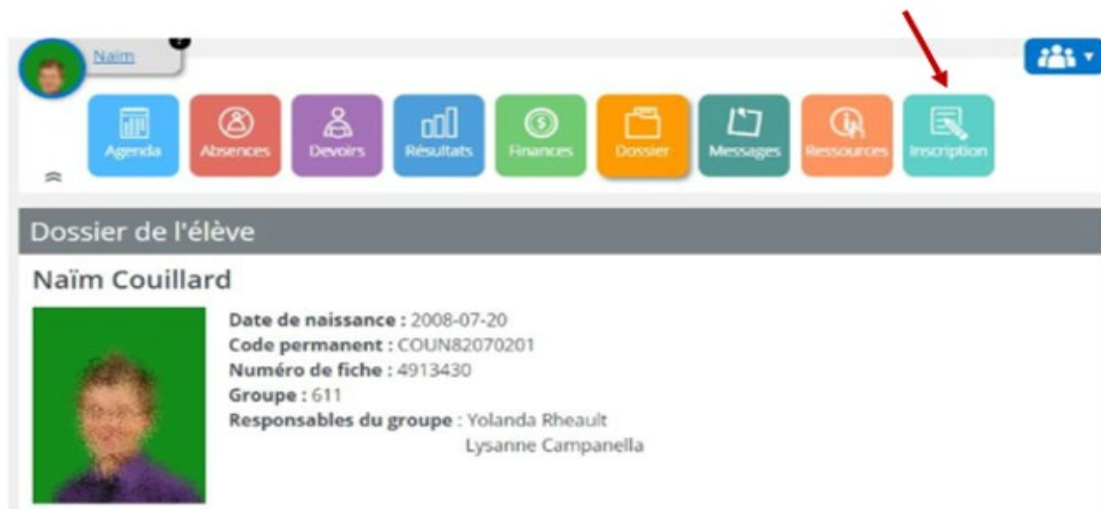 Naïm
Agenda
Absences
Devoirs
Résultats
Finances
Dossier
Messages
Ressources
Inscription
Dossier de l'élève
Naïm Couillard
Date de naissance : 2008-07-20
Code permanent : COUN82070201
Numéro de fiche : 4913430
Groupe : 611
Responsables du groupe : Yolanda Rheault
Lysanne Campanella